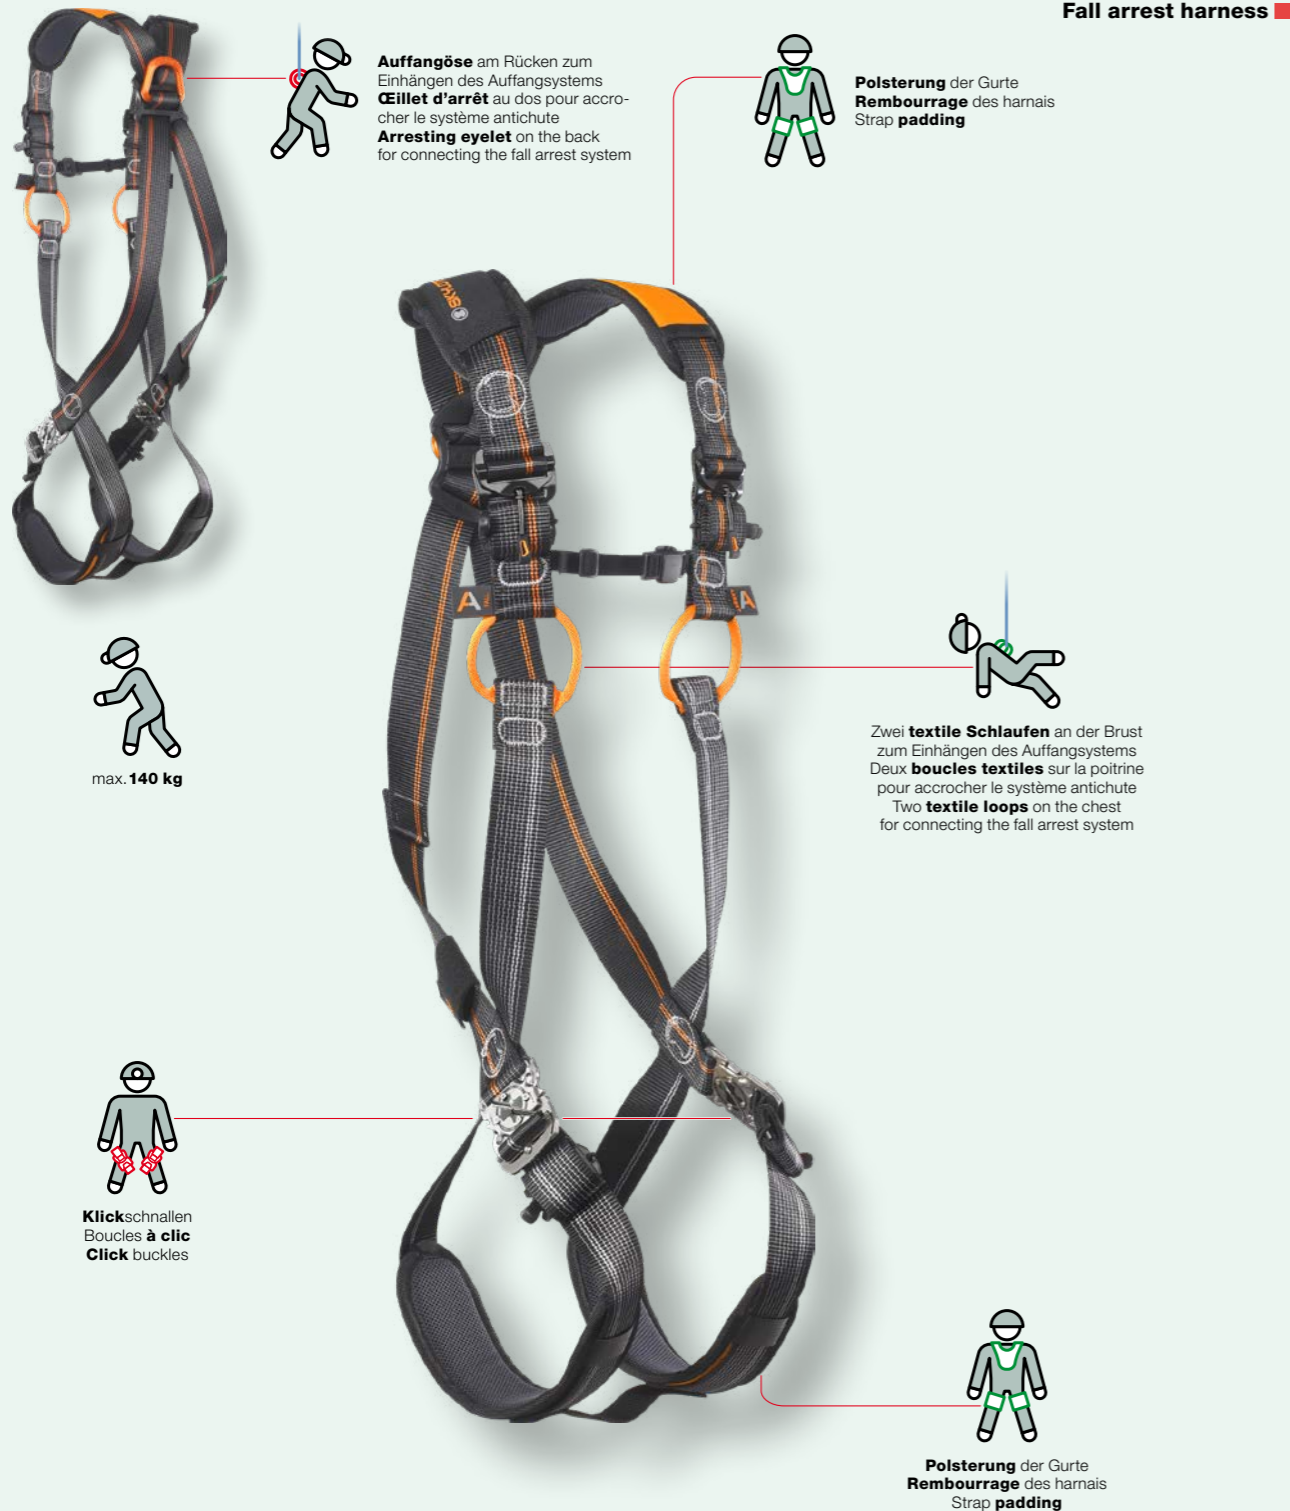 Fall arrest harness
Auffangöse am Rücken zum
Einhängen des Auffangsystems
Œillet d'arrêt au dos pour accro-
cher le système antichute
Arresting eyelet on the back
for connecting the fall arrest system
Polsterung der Gurte
Rembourrage des harnais
Strap padding
A
A
max. 140 kg
Zwei textile Schlaufen an der Brust
zum Einhängen des Auffangsystems
Deux boucles textiles sur la poitrine
pour accrocher le système antichute
Two textile loops on the chest
for connecting the fall arrest system
Klickschnallen
Boucles à clic
Click buckles
Polsterung der Gurte
Rembourrage des harnais
Strap padding